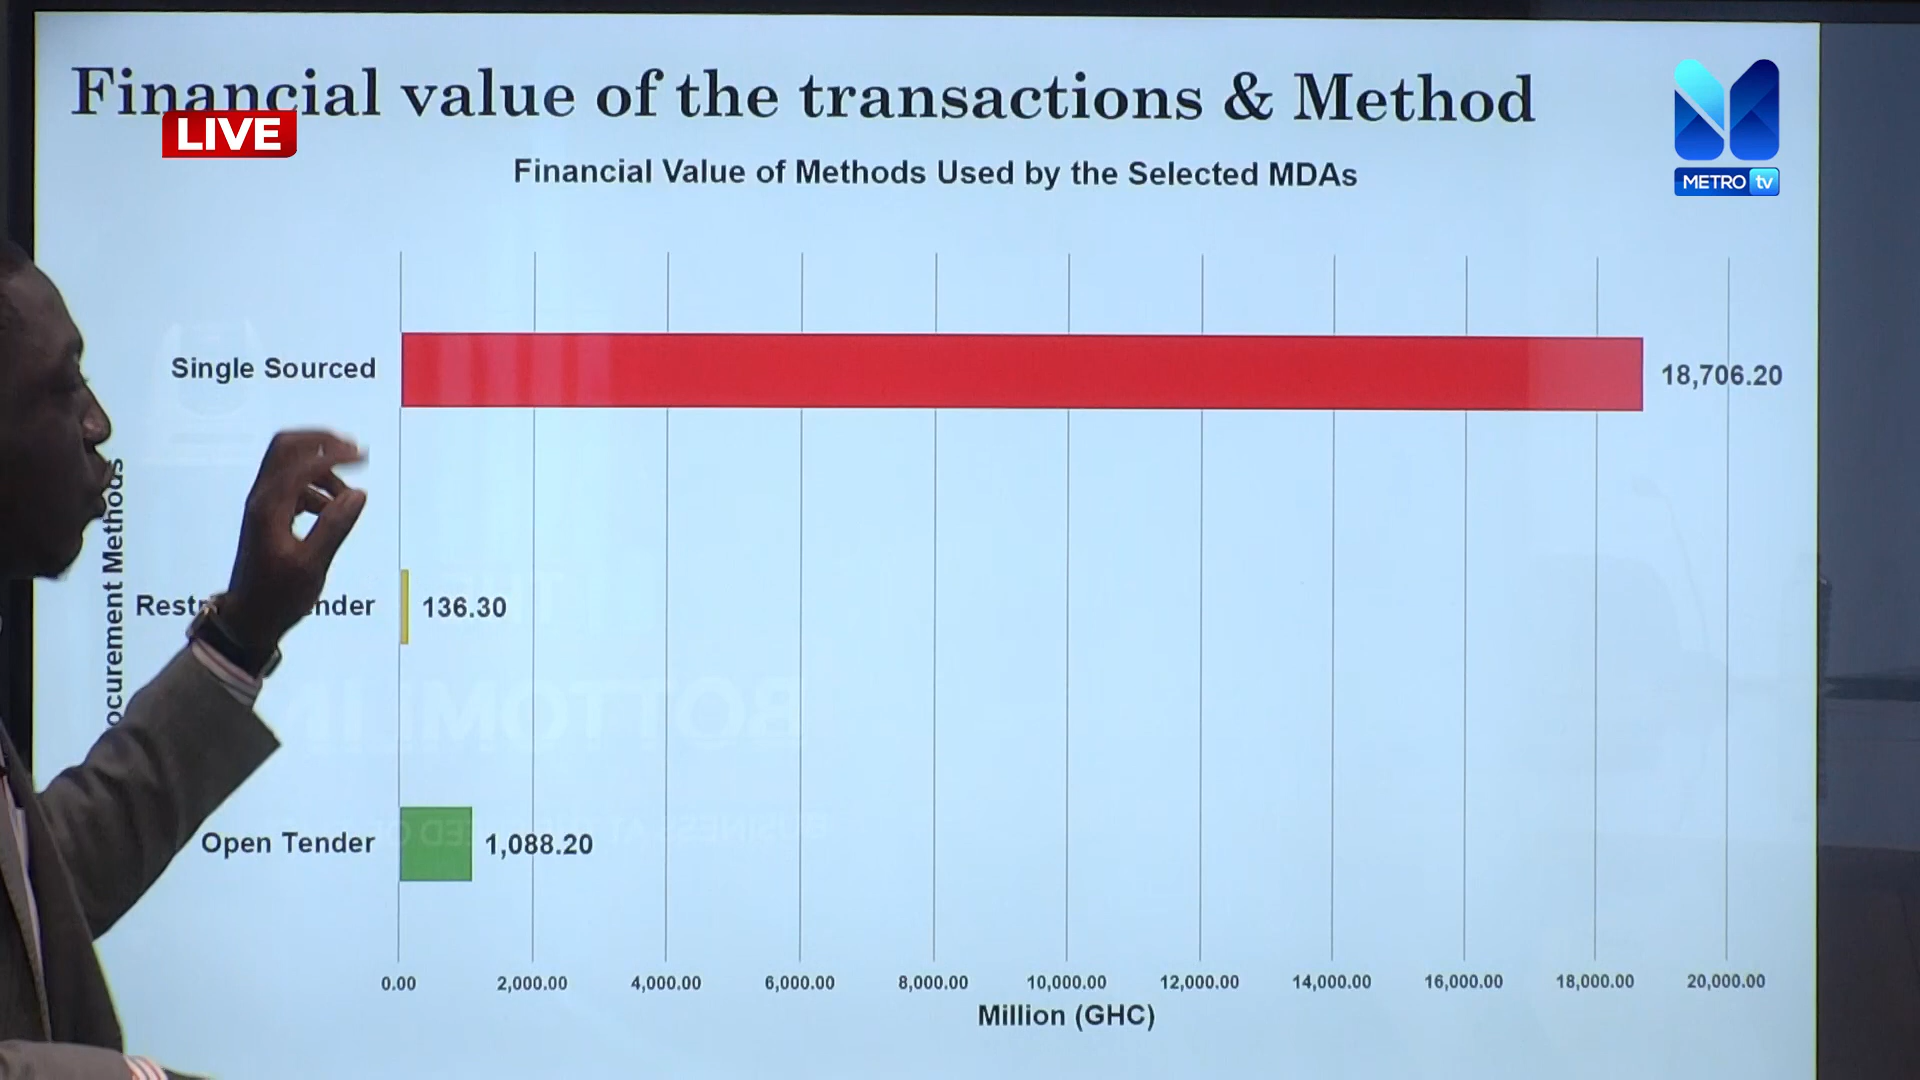 Financial value of the transactions & Method
LIVE
METRO tv
Financial Value of Methods Used by the Selected MDAs
Single Sourced
18,706.20
136.30
Open Tender
1,088.20
0.00
2,000.00
4,000.00
6,000.00
8,000.00
10,000.00
12,000.00
14,000.00
16,000.00
18,000.00
20,000.00
Million (GHC)
Methods